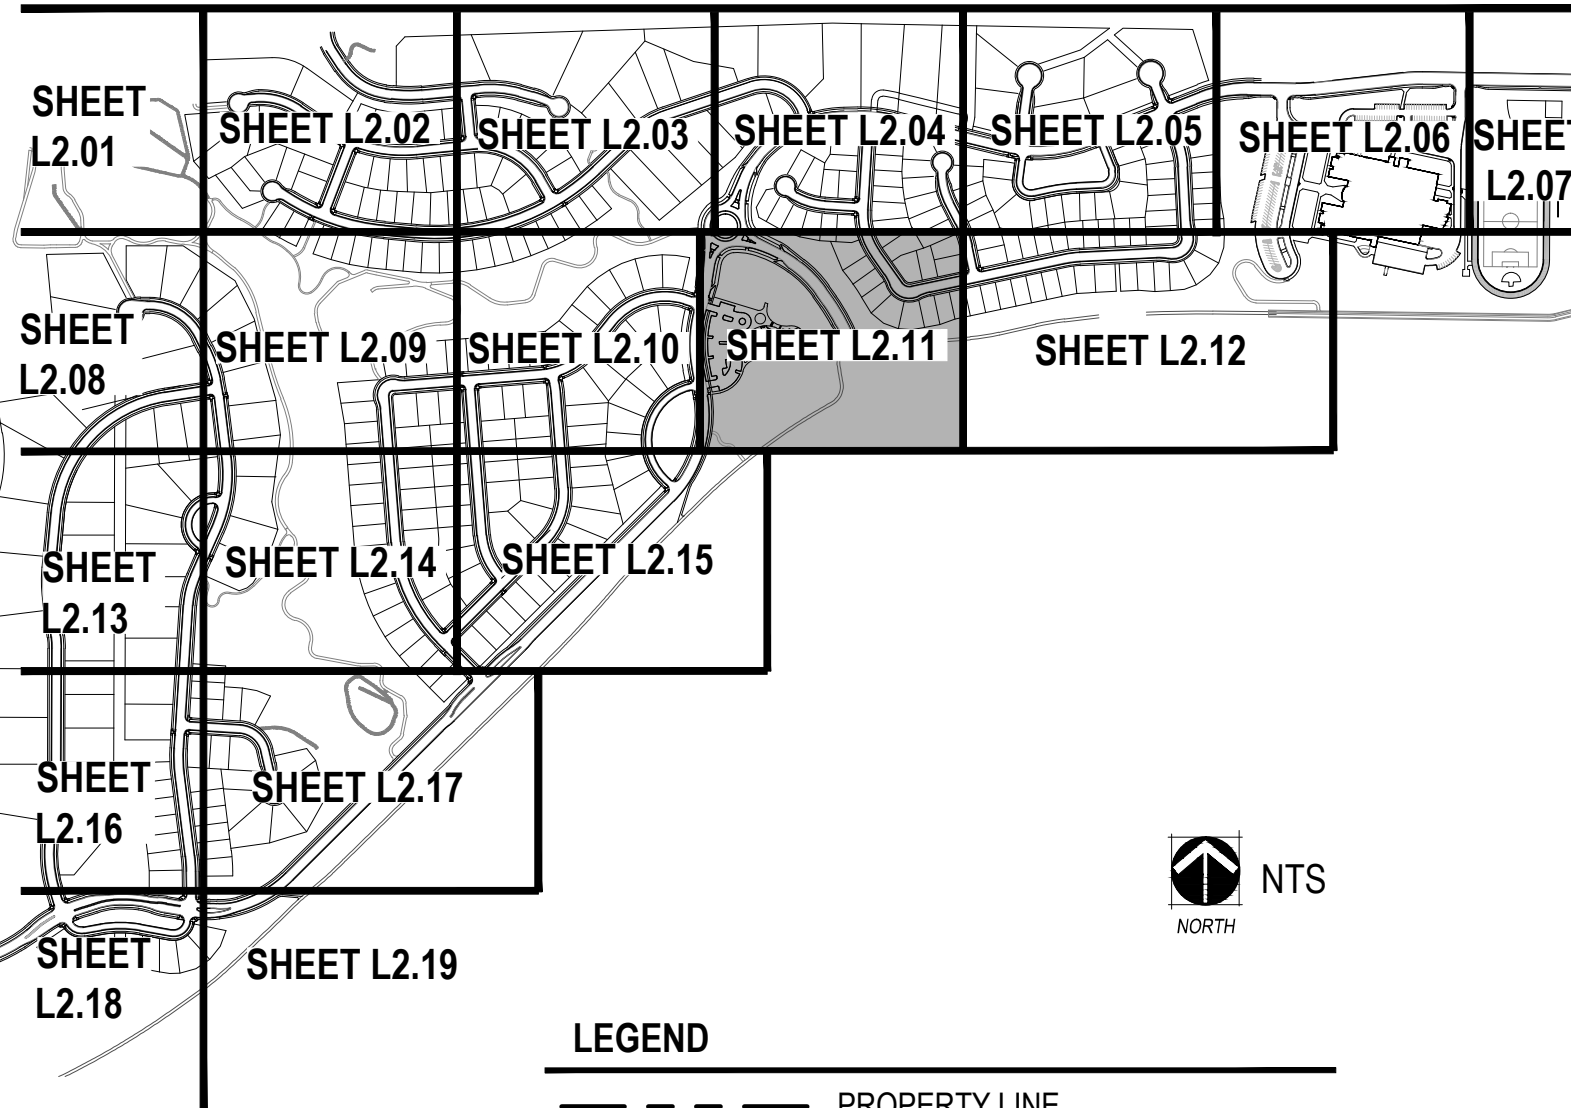 SHEET
L2.01
SHEET L2.02
SHEET L2.03
SHEET L2.04
SHEET L2.05
SHEET L2.06
SHEET
L2.07
SHEET
L2.08
SHEET L2.09
SHEET L2.10
SHEET L2.11
SHEET L2.12
SHEET
L2.13
SHEET L2.14
SHEET L2.15
SHEET
L2.16
SHEET L2.17
NTS
NORTH
SHEET
L2.18
SHEET L2.19
LEGEND
PROPERTY LINE